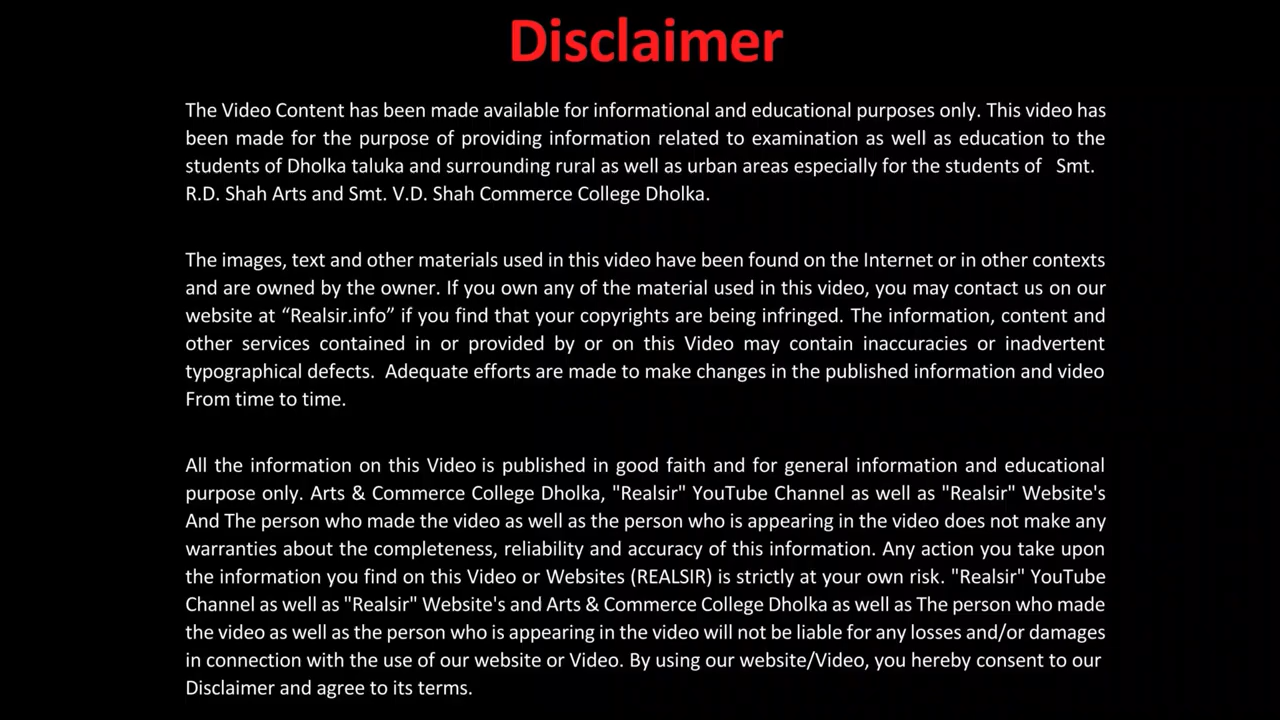 Disclaimer
The Video Content has been made available for informational and educational purposes only. This video has
been made for the purpose of providing information related to examination as well as education to the
students of Dholka taluka and surrounding rural as well as urban areas especially for the students of Smt.
R.D. Shah Arts and Smt. V.D. Shah Commerce College Dholka.
The images, text and other materials used in this video have been found on the Internet or in other contexts
and are owned by the owner. If you own any of the material used in this video, you may contact us on our
website at “Realsir.info” if you find that your copyrights are being infringed. The information, content and
other services contained in or provided by or on this Video may contain inaccuracies or inadvertent
typographical defects. Adequate efforts are made to make changes in the published information and video
From time to time.
All the information on this Video is published in good faith and for general information and educational
purpose only. Arts & Commerce College Dholka, "Realsir" YouTube Channel as well as "Realsir" Website's
And The person who made the video as well as the person who is appearing in the video does not make any
warranties about the completeness, reliability and accuracy of this information. Any action you take upon
the information you find on this Video or Websites (REALSIR) is strictly at your own risk. "Realsir" YouTube
Channel as well as "Realsir" Website's and Arts & Commerce College Dholka as well as The person who made
the video as well as the person who is appearing in the video will not be liable for any losses and/or damages
in connection with the use of our website or Video. By using our website/Video, you hereby consent to our
Disclaimer and agree to its terms.